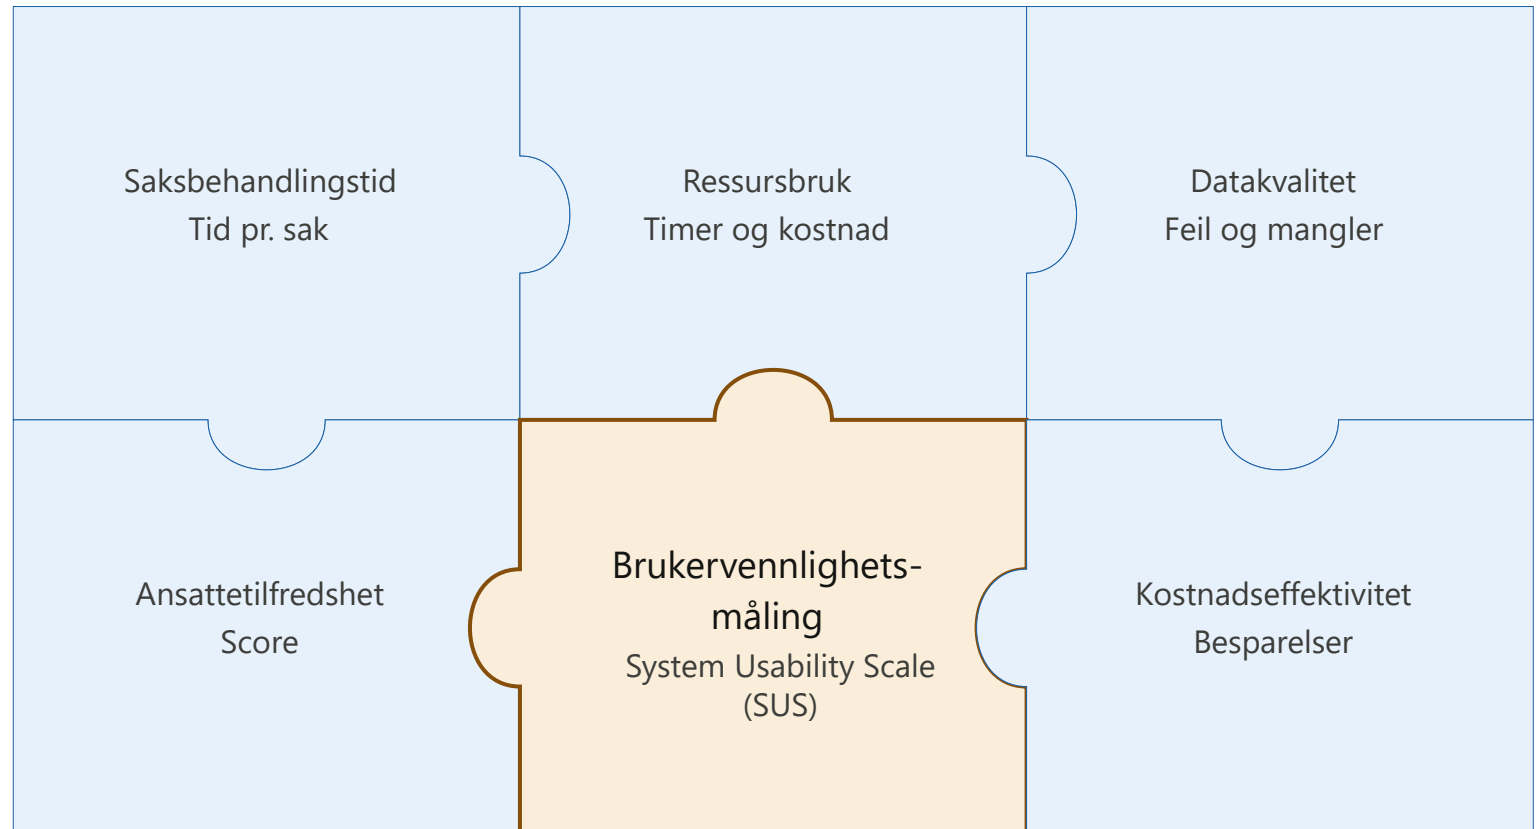 Saksbehandlingstid
Tid pr. sak
Ressursbruk
Timer og kostnad
Datakvalitet
Feil og mangler
Ansattetilfredshet
Score
Brukervennlighets-
måling
System Usability Scale
(SUS)
Kostnadseffektivitet
Besparelser